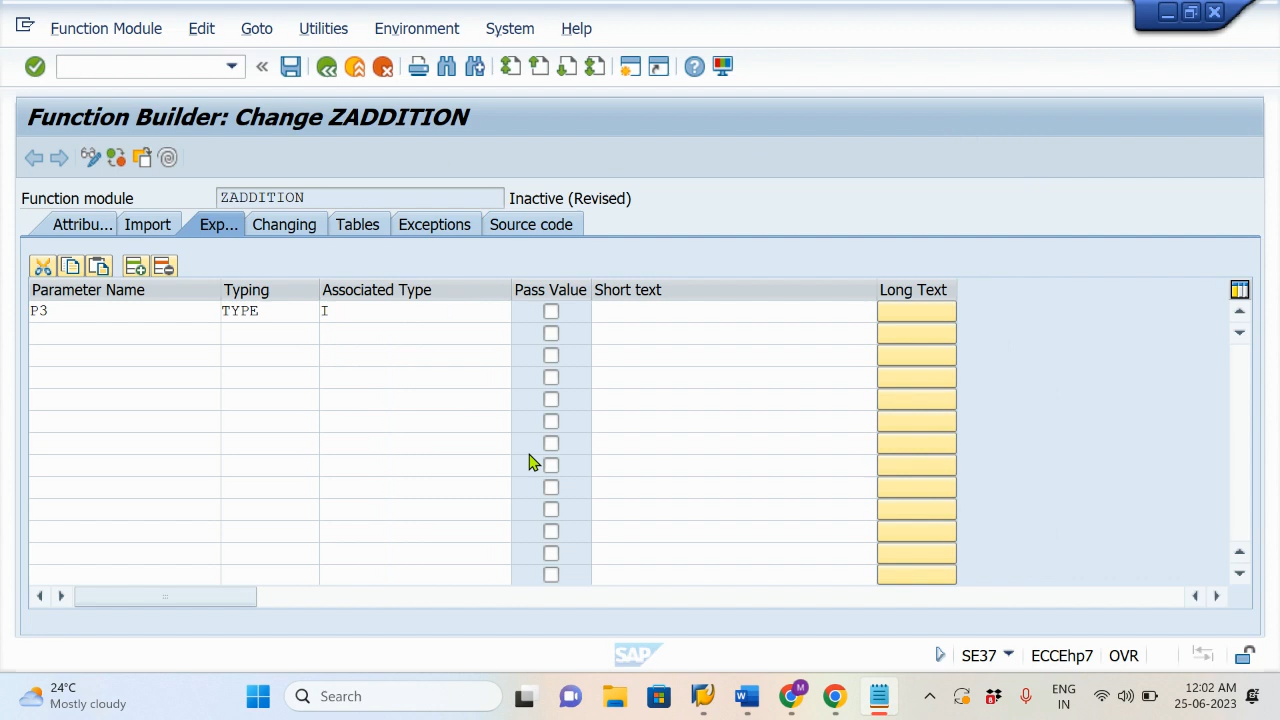 Function Module Edit Goto Utilities Environment System Help
Function Builder: Change ZADDITION
Function module ZADDITION Inactive (Revised)
Attribu... Import Exp... Changing Tables Exceptions Source code
Parameter Name Typing Associated Type Pass Value Short text Long Text
P3 TYPE I
SAP SE37 ECCEhp7 OVR
24°C
Mostly cloudy
Search
ENG
IN
12:02 AM
25-06-2023